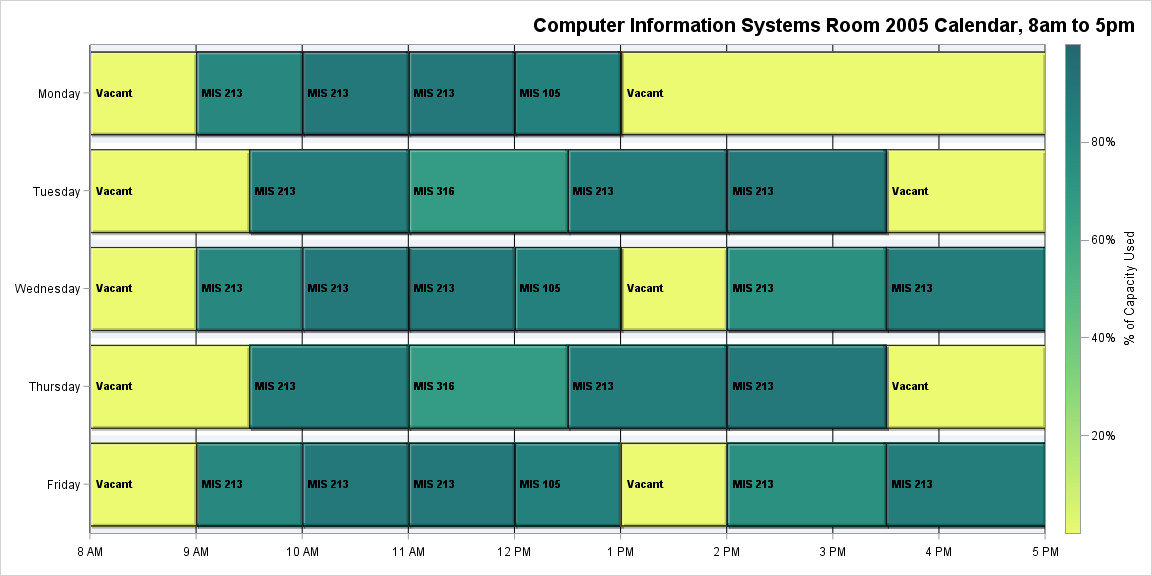 Computer Information Systems Room 2005 Calendar, 8am to 5pm
Monday Vacant MIS 213 MIS 213 MIS 213 MIS 105 Vacant
Tuesday Vacant MIS 213 MIS 316 MIS 213 MIS 213 Vacant
Wednesday Vacant MIS 213 MIS 213 MIS 213 MIS 105 Vacant MIS 213 MIS 213
Thursday Vacant MIS 213 MIS 316 MIS 213 MIS 213 Vacant
Friday Vacant MIS 213 MIS 213 MIS 213 MIS 105 Vacant MIS 213 MIS 213
8 AM 9 AM 10 AM 11 AM 12 PM 1 PM 2 PM 3 PM 4 PM 5 PM
80%
60%
40%
20%
% of Capacity Used